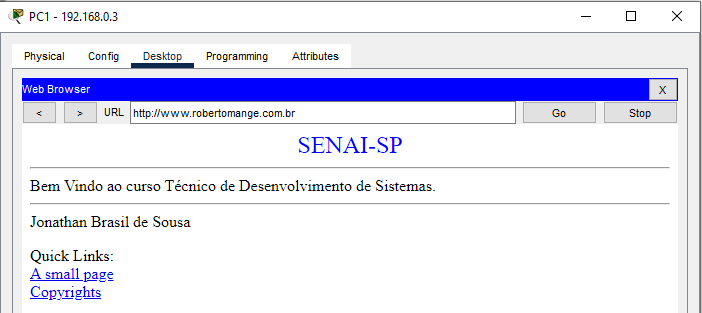 PC1 - 192.168.0.3
Physical Config Desktop Programming Attributes
Web Browser X
< > URL http://www.robertomange.com.br Go Stop
SENAI-SP
Bem Vindo ao curso Técnico de Desenvolvimento de Sistemas.
Jonathan Brasil de Sousa
Quick Links:
A small page
Copyrights